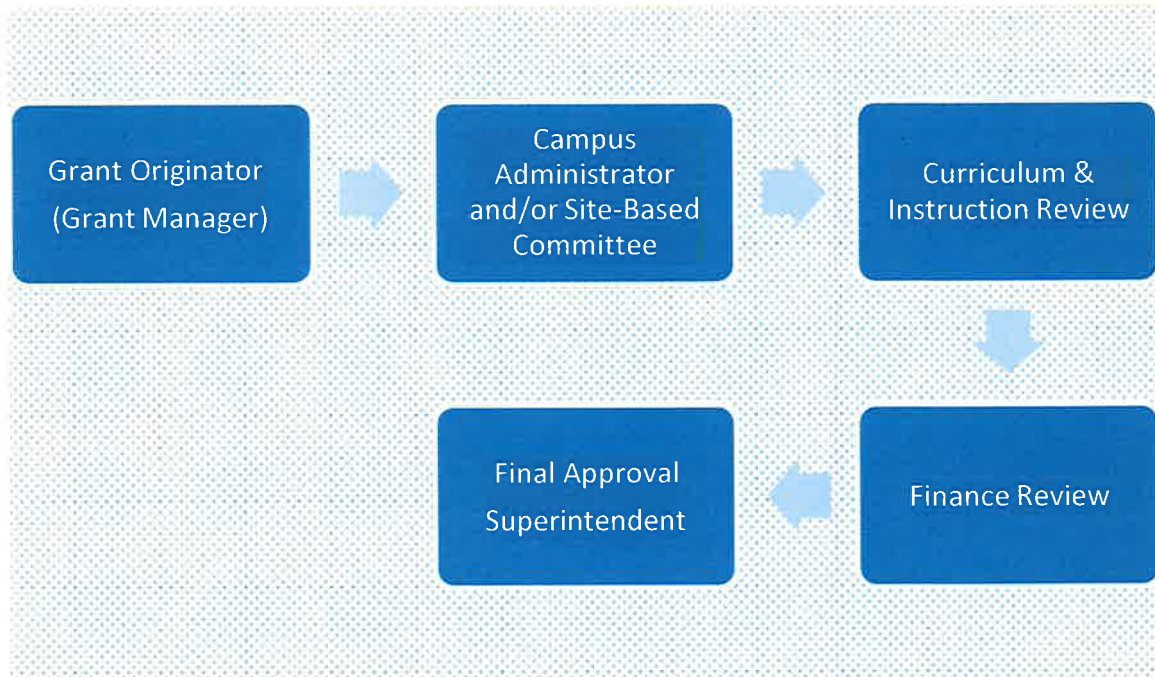 Grant Originator
(Grant Manager)
Campus
Administrator
and/or Site-Based
Committee
Curriculum &
Instruction Review
Finance Review
Final Approval
Superintendent